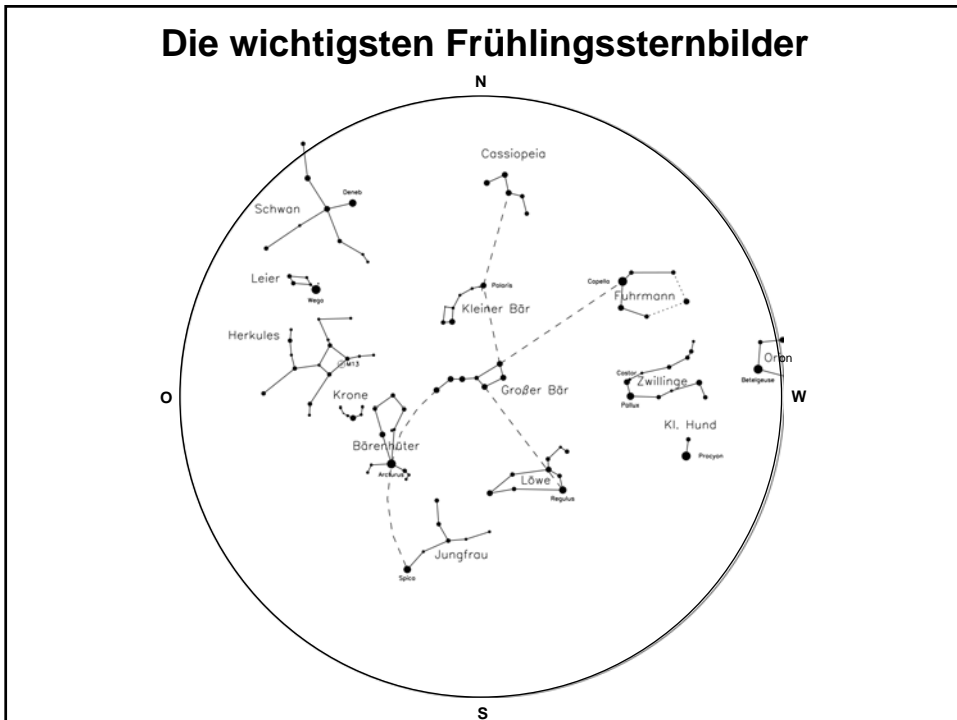 Die wichtigsten Frühlingssternbilder
N
Cassiopeia
Deneb
Schwan
Leier
Wega
Polaris
Kleiner Bär
Capella
Fuhrmann
Herkules
M13
Krone
Großer Bär
Castor
Zwillinge
Pollux
Orion
Beteigeuse
O
W
Kl. Hund
Procyon
Bärenhüter
Arcturus
Löwe
Regulus
Jungfrau
Spica
S